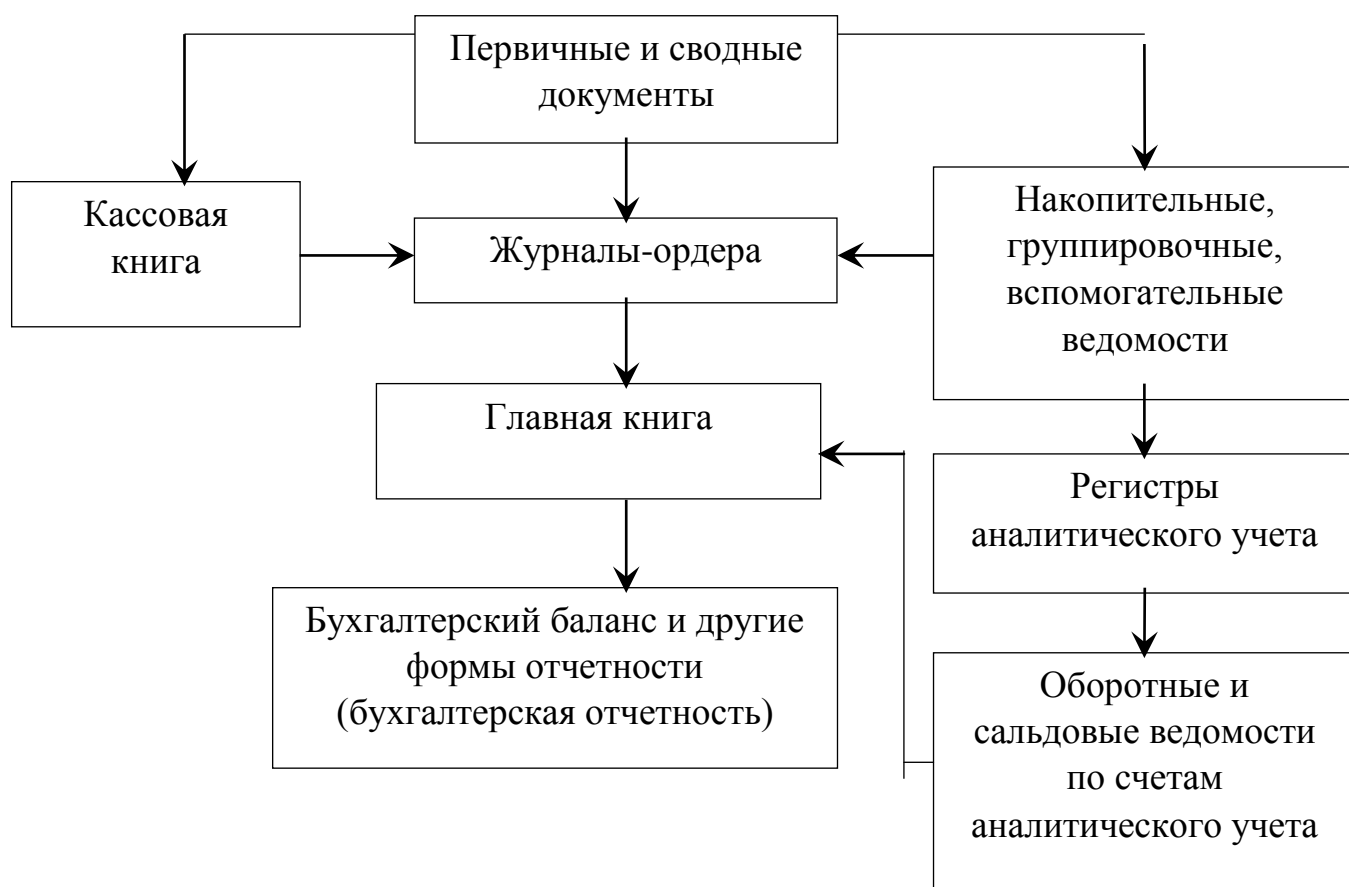 Первичные и сводные
документы
Кассовая
книга
Журналы-ордера
Накопительные,
группировочные,
вспомогательные
ведомости
Главная книга
Регистры
аналитического учета
Бухгалтерский баланс и другие
формы отчетности
(бухгалтерская отчетность)
Оборотные и
сальдовые ведомости
по счетам
аналитического учета